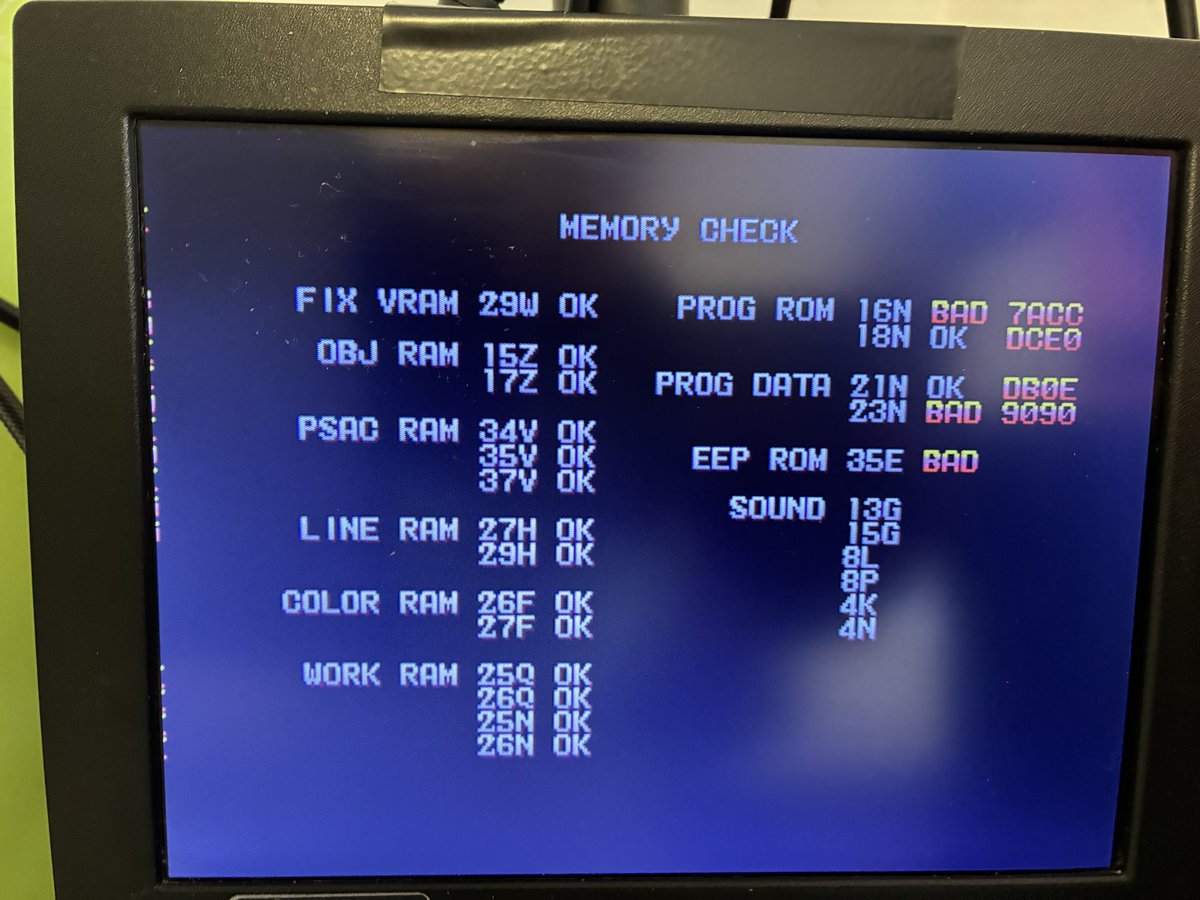 MEMORY CHECK
FIX VRAM 29W OK
OBJ RAM 15Z OK
17Z OK
PSAC RAM 34V OK
35V OK
37V OK
LINE RAM 27H OK
29H OK
COLOR RAM 26F OK
27F OK
WORK RAM 25Q OK
26Q OK
25N OK
26N OK
PROG ROM 16N BAD 7ACC
18N OK DCE0
PROG DATA 21N OK DB0E
23N BAD 9090
EEP ROM 35E BAD
SOUND 13G
15G
8L
8P
4K
4N